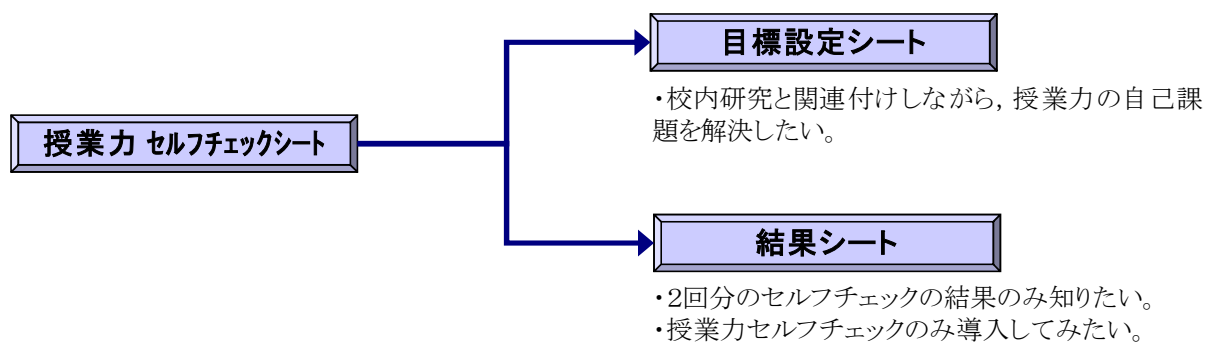 目標設定シート
・校内研究と関連付けしながら，授業力の自己課
題を解決したい。
授業力 セルフチェックシート
結果シート
・2回分のセルフチェックの結果のみ知りたい。
・授業力セルフチェックのみ導入してみたい。